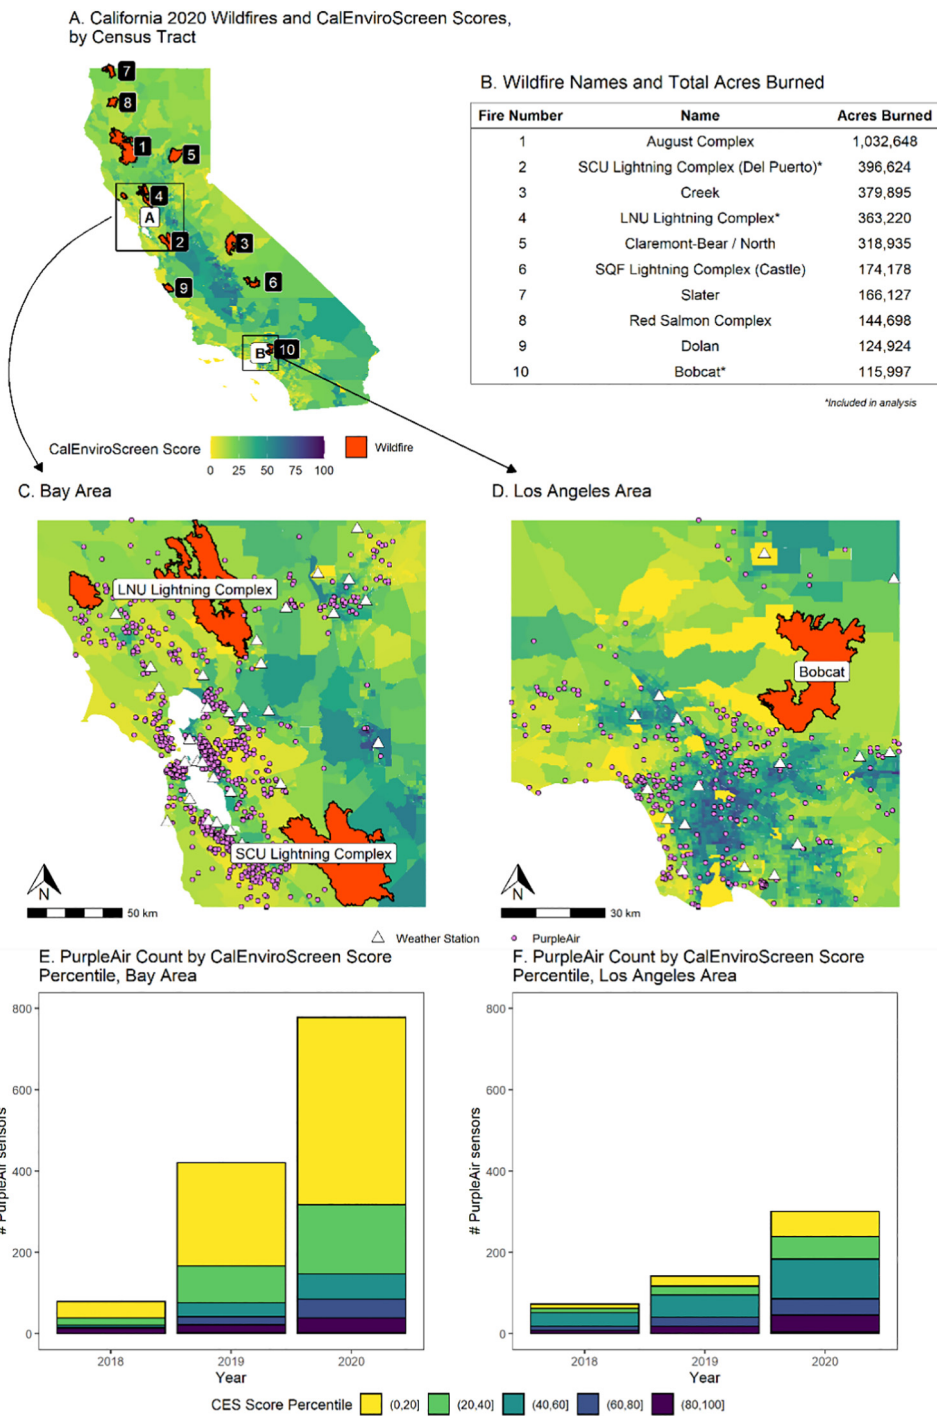 A. California 2020 Wildfires and CalEnviroScreen Scores,
by Census Tract
7
8
1
5
4
A
2
3
6
9
B
10
CalEnviroScreen Score
0 25 50 75 100
Wildfire
B. Wildfire Names and Total Acres Burned
Fire Number Name Acres Burned
1 August Complex 1,032,648
2 SCU Lightning Complex (Del Puerto)* 396,624
3 Creek 379,895
4 LNU Lightning Complex* 363,220
5 Claremont-Bear / North 318,935
6 SQF Lightning Complex (Castle) 174,178
7 Slater 166,127
8 Red Salmon Complex 144,698
9 Dolan 124,924
10 Bobcat* 115,997
*Included in analysis
C. Bay Area
LNU Lightning Complex
SCU Lightning Complex
N
50 km
D. Los Angeles Area
Bobcat
N
30 km
Weather Station PurpleAir
E. PurpleAir Count by CalEnviroScreen Score
Percentile, Bay Area
# PurpleAir sensors
800
600
400
200
0
2018 2019 2020
Year
F. PurpleAir Count by CalEnviroScreen Score
Percentile, Los Angeles Area
# PurpleAir sensors
800
600
400
200
0
2018 2019 2020
Year
CES Score Percentile (0,20] (20,40] (40,60] (60,80] (80,100]